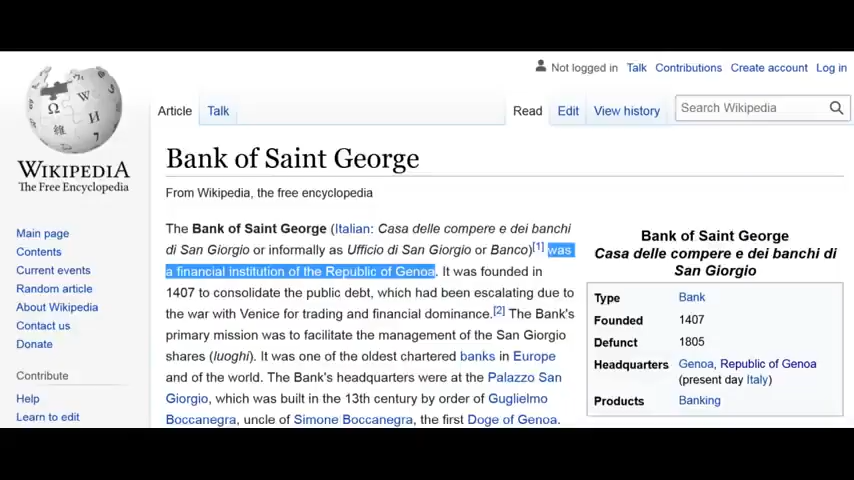 Not logged in Talk Contributions Create account Log in
Article Talk Read Edit View history Search Wikipedia
WIKIPEDIA
The Free Encyclopedia
Main page
Contents
Current events
Random article
About Wikipedia
Contact us
Donate
Contribute
Help
Learn to edit
Bank of Saint George
From Wikipedia, the free encyclopedia
The Bank of Saint George (Italian: Casa delle compere e dei banchi
di San Giorgio or informally as Ufficio di San Giorgio or Banco)[1] was
a financial institution of the Republic of Genoa. It was founded in
1407 to consolidate the public debt, which had been escalating due to
the war with Venice for trading and financial dominance.[2] The Bank's
primary mission was to facilitate the management of the San Giorgio
shares (luoghi). It was one of the oldest chartered banks in Europe
and of the world. The Bank's headquarters were at the Palazzo San
Giorgio, which was built in the 13th century by order of Guglielmo
Boccanegra, uncle of Simone Boccanegra, the first Doge of Genoa.
Bank of Saint George
Casa delle compere e dei banchi di
San Giorgio
Type Bank
Founded 1407
Defunct 1805
Headquarters Genoa, Republic of Genoa
(present day Italy)
Products Banking